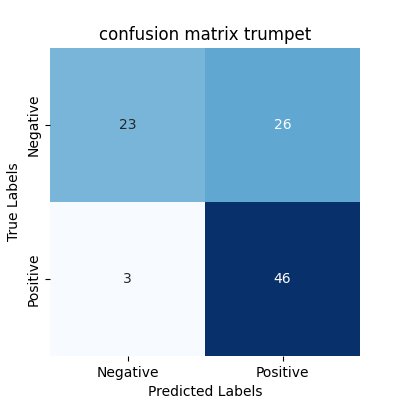 confusion matrix trumpet
True Labels
Negative
23 26
Positive
3 46
Negative Positive
Predicted Labels